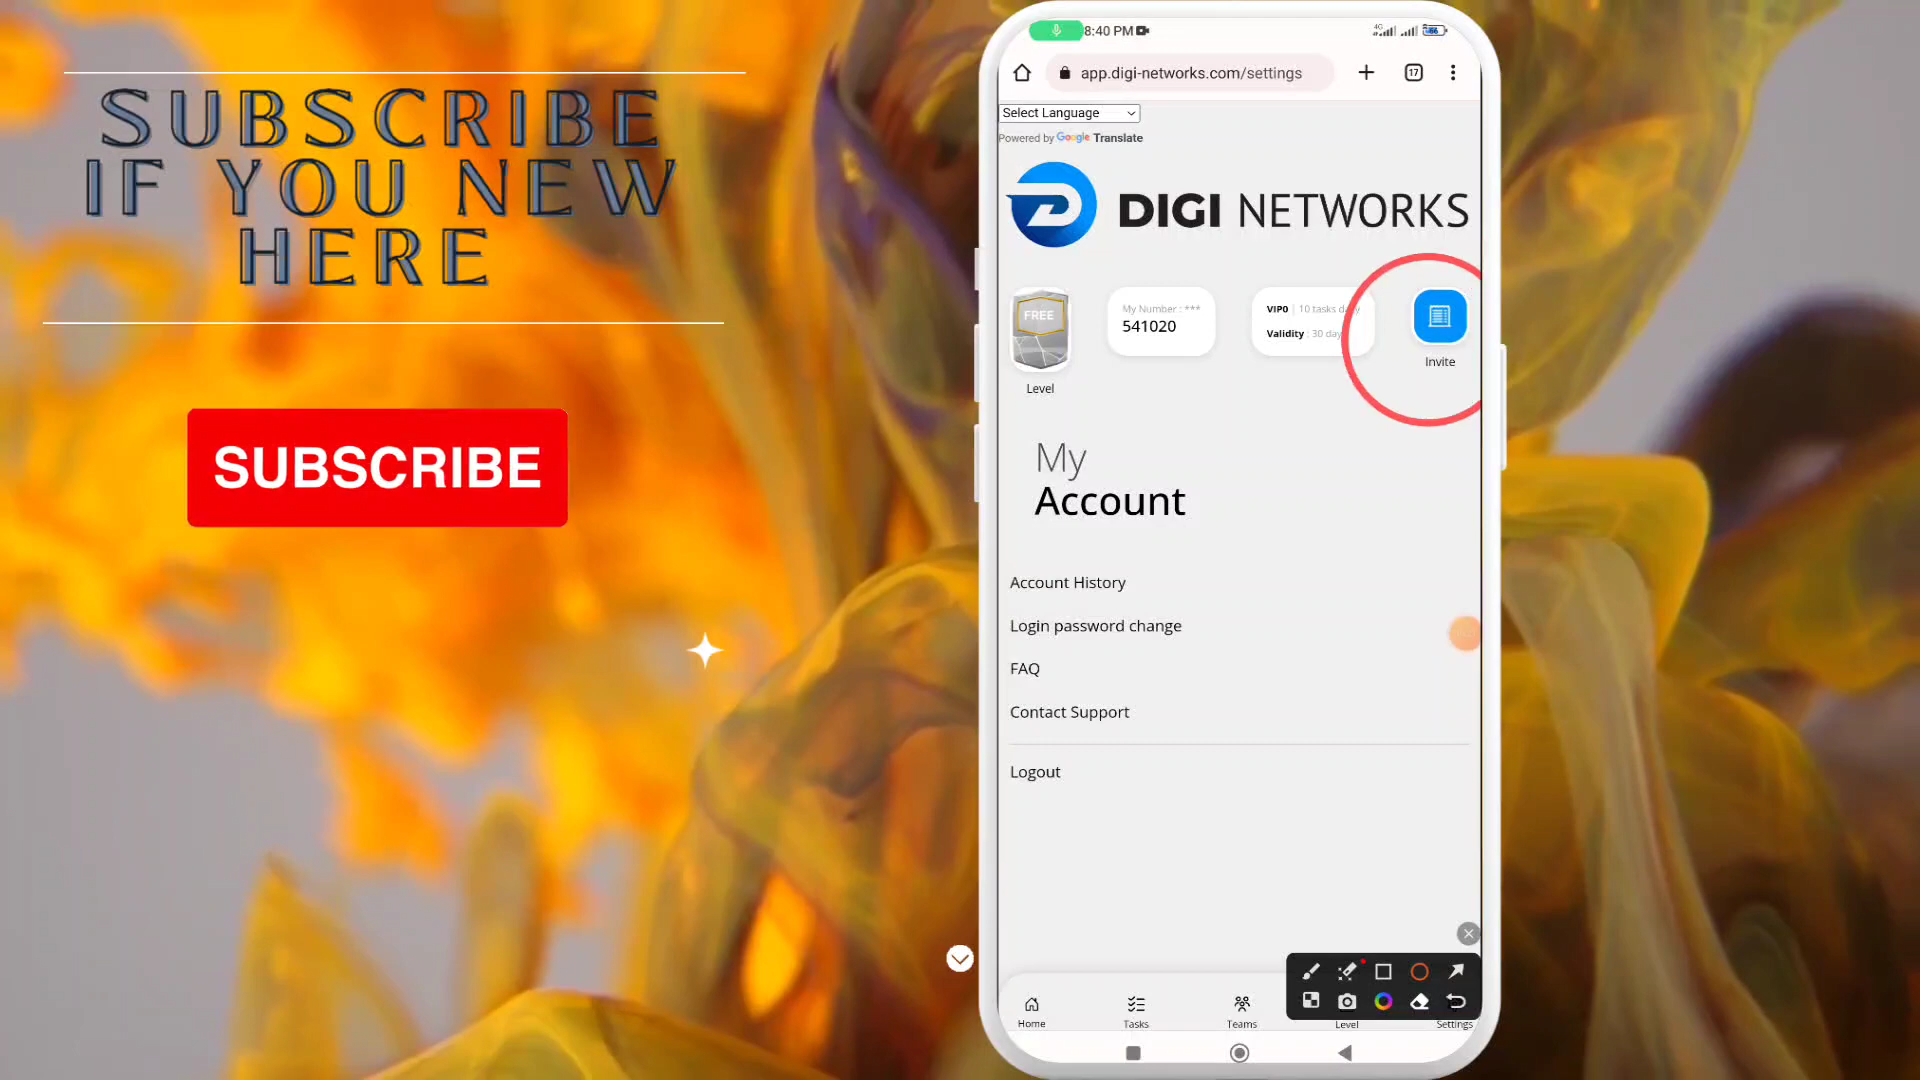 SUBSCRIBE
IF YOU NEW
HERE
SUBSCRIBE
8:40 PM
4G
app.digi-networks.com/settings
17
Select Language
Powered by Google Translate
DIGI NETWORKS
FREE
Level
My Number : ***
541020
VIP0 | 10 tasks d
Validity : 30 day
Invite
My
Account
Account History
Login password change
FAQ
Contact Support
Logout
Home
Tasks
Teams
Level
Settings